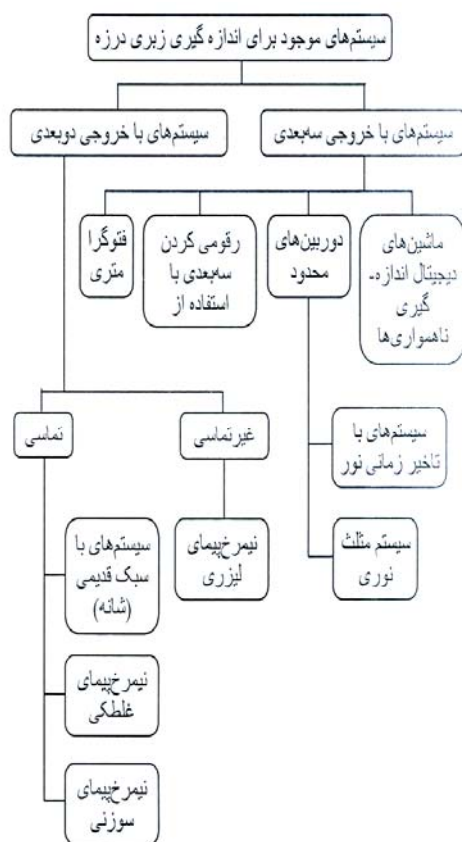 سیستم‌های موجود برای اندازه گیری زبری درزه
سیستم‌های با خروجی سه‌بعدی
سیستم‌های با خروجی دوبعدی
ماشین‌های
دیجیتال اندازه-
گیری
ناهمواری‌ها
دوربین‌های
محدود
رقومی کردن
سه‌بعدی با
استفاده از
فتوگرا
متری
سیستم‌های با
تاخیر زمانی نور
سیستم مثلث
نوری
غیرتماسی
تماسی
نیمرخ‌پیمای
لیزری
سیستم‌های با
سبک قدیمی
(شانه)
نیمرخ‌پیمای
غلطکی
نیمرخ‌پیمای
سوزنی